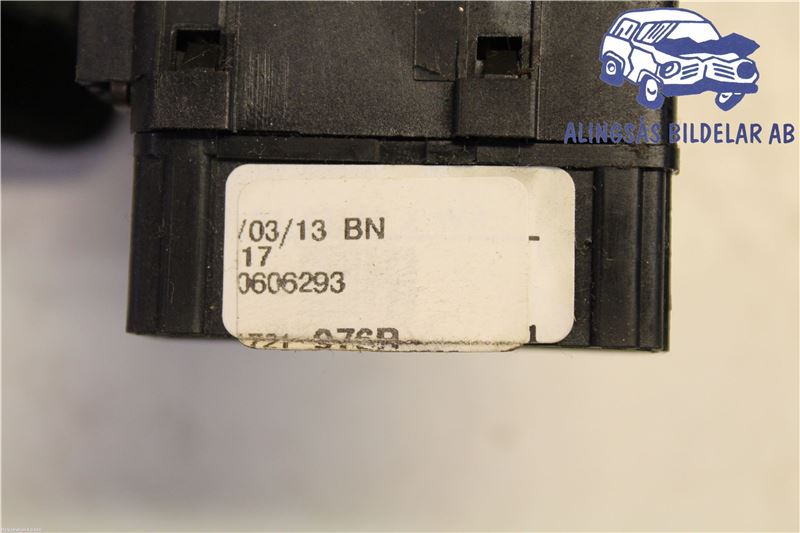 ALINGSÅS BILDELAR AB
/03/13 BN
17
0606293